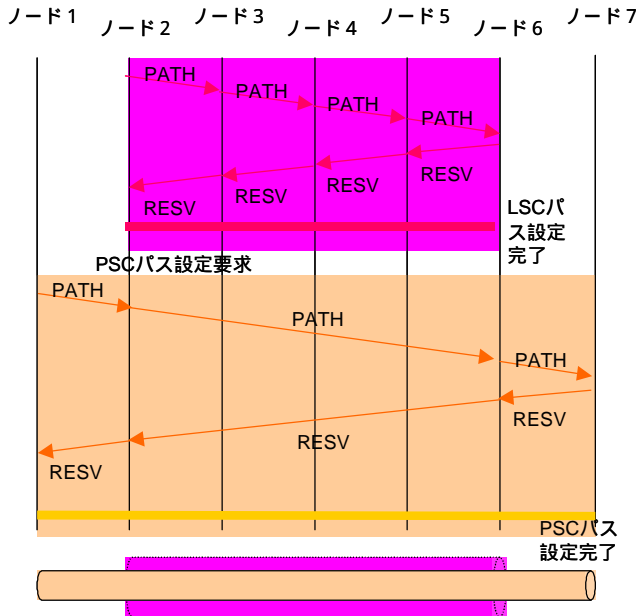 ノード1
ノード2
ノード3
ノード4
ノード5
ノード6
ノード7
PATH
PATH
PATH
PATH
RESV
RESV
RESV
RESV
LSCパ
ス設定
完了
PSCパス設定要求
PATH
PATH
PATH
RESV
RESV
RESV
PSCパス
設定完了